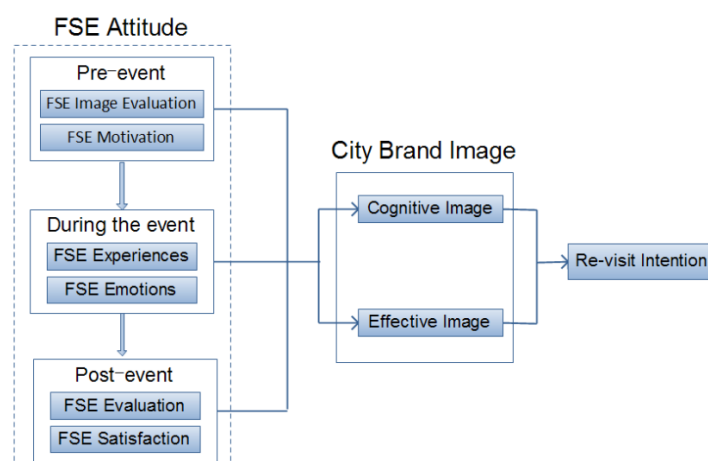 FSE Attitude
Pre-event
FSE Image Evaluation
FSE Motivation
During the event
FSE Experiences
FSE Emotions
Post-event
FSE Evaluation
FSE Satisfaction
City Brand Image
Cognitive Image
Effective Image
Re-visit Intention